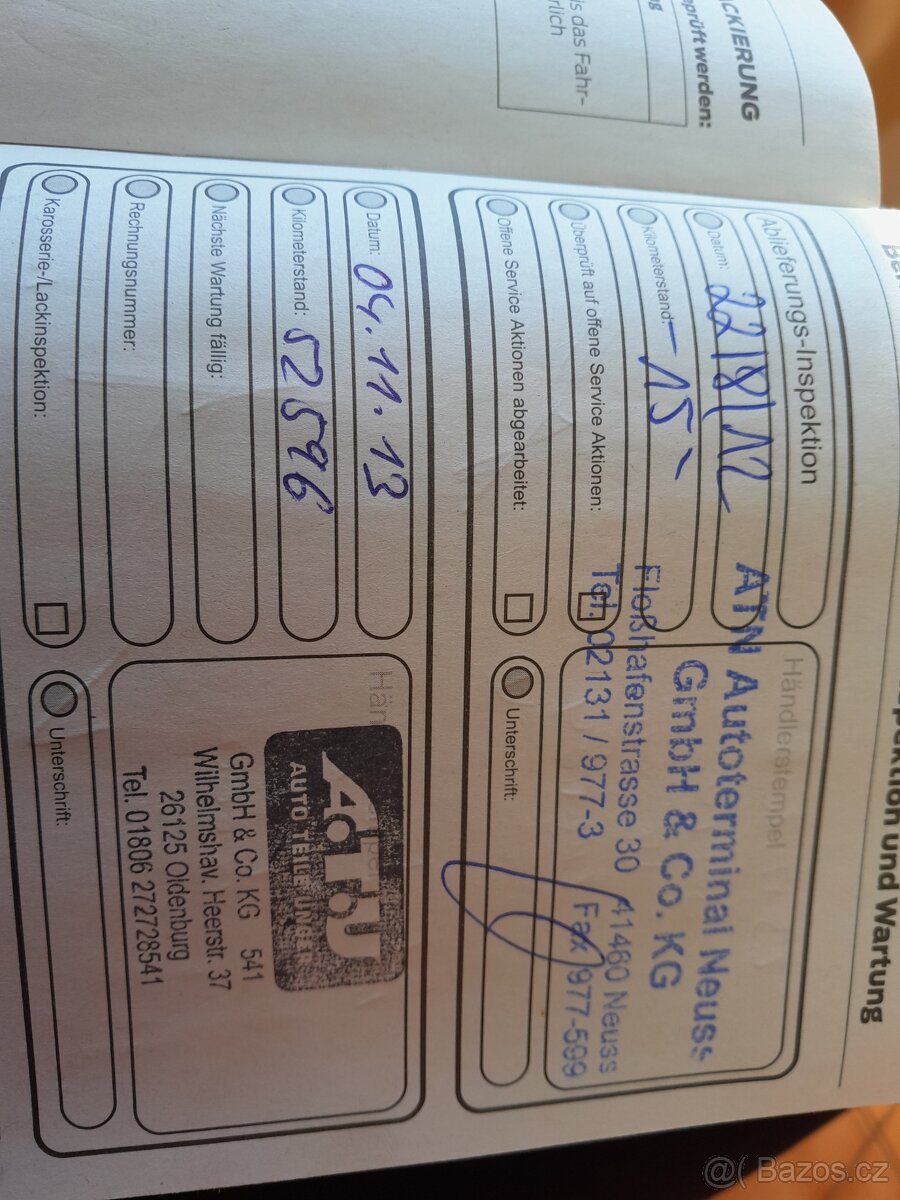 ACKIERUNG
prüft werden:
s das Fahr-
rlich
pektion und Wartung
Ablieferungs-Inspektion
Datum: 22/8/12
Kilometerstand: - 15 -
Überprüft auf offene Service Aktionen:
Offene Service Aktionen abgearbeitet:
Händlerstempel
ATN Autoterminal Neuss
GmbH & Co. KG
Floßhafenstrasse 30 41460 Neuss
Tel. 02131 / 977-3 Fax 977-599
Unterschrift:
Datum: 04.11.13
Kilometerstand: 52596
Nächste Wartung fällig:
Rechnungsnummer:
Karosserie-/Lackinspektion:
A.T.U
AUTO TEILE UNGER
GmbH & Co. KG 541
Wilhelmshav. Heerstr. 37
26125 Oldenburg
Tel. 01806 272728541
Unterschrift:
@( Bazos.cz